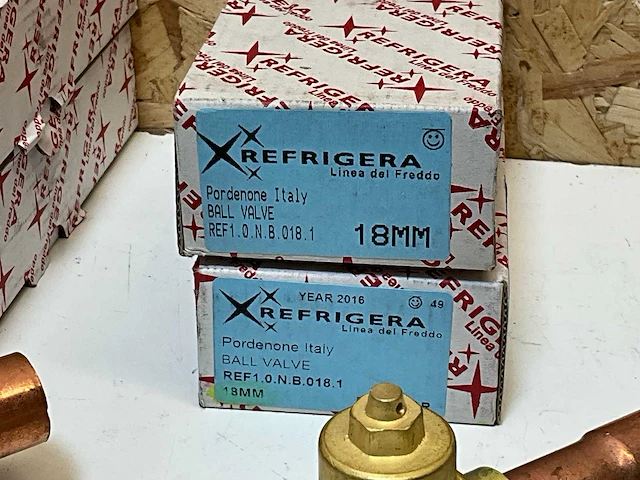 REFRIGERA
Linea del Freddo
Pordenone Italy
BALL VALVE
REF1.0.N.B.018.1
18MM
YEAR 2016
49
REFRIGERA
Linea del Freddo
Pordenone Italy
BALL VALVE
REF1.0.N.B.018.1
18MM